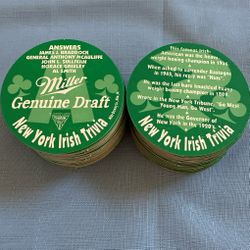 ANSWERS
JAMES J. BRADDOCK
GENERAL ANTHONY MCAULIFFE
JOHN L. SULLIVAN
HORACE GREELEY
AL SMITH
Miller
Genuine Draft
New York Irish Trivia
This famous Irish
American was the heavy
weight boxing champion in 1935
When asked to surrender Bastogne
in 1945, his reply was "Nuts".
He was the last bare knuckled heavy
weight boxing champion in 1889.
Wrote in the New York Tribune, "Go West
Young Man, Go West".
He was the Governor of
New York in the 1920's
New York Irish Trivia